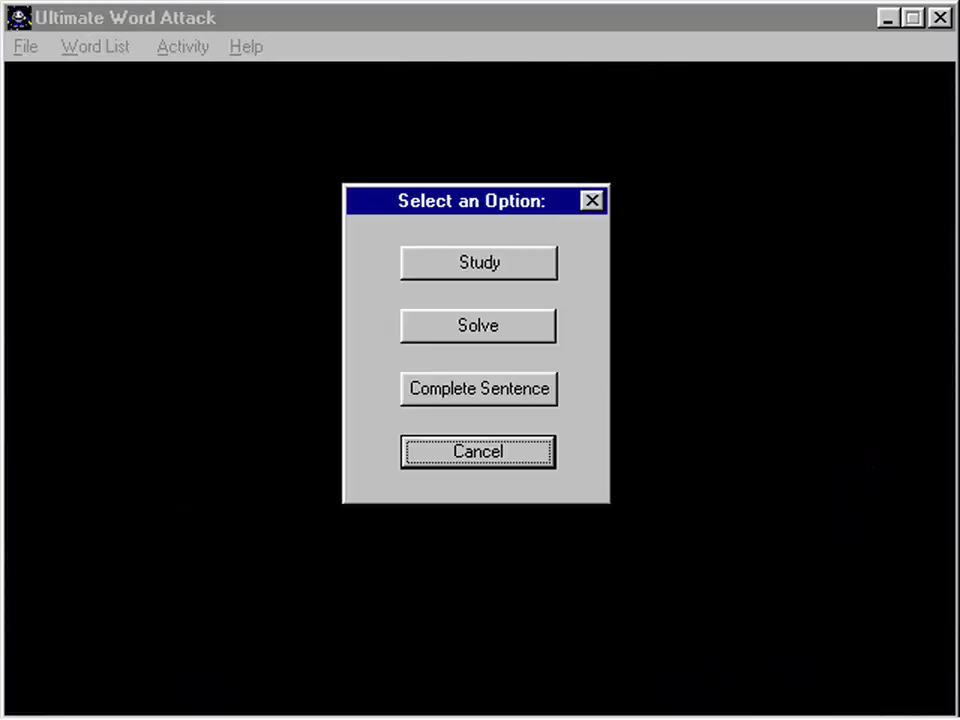 Ultimate Word Attack
File Word List Activity Help
Select an Option:
Study
Solve
Complete Sentence
Cancel